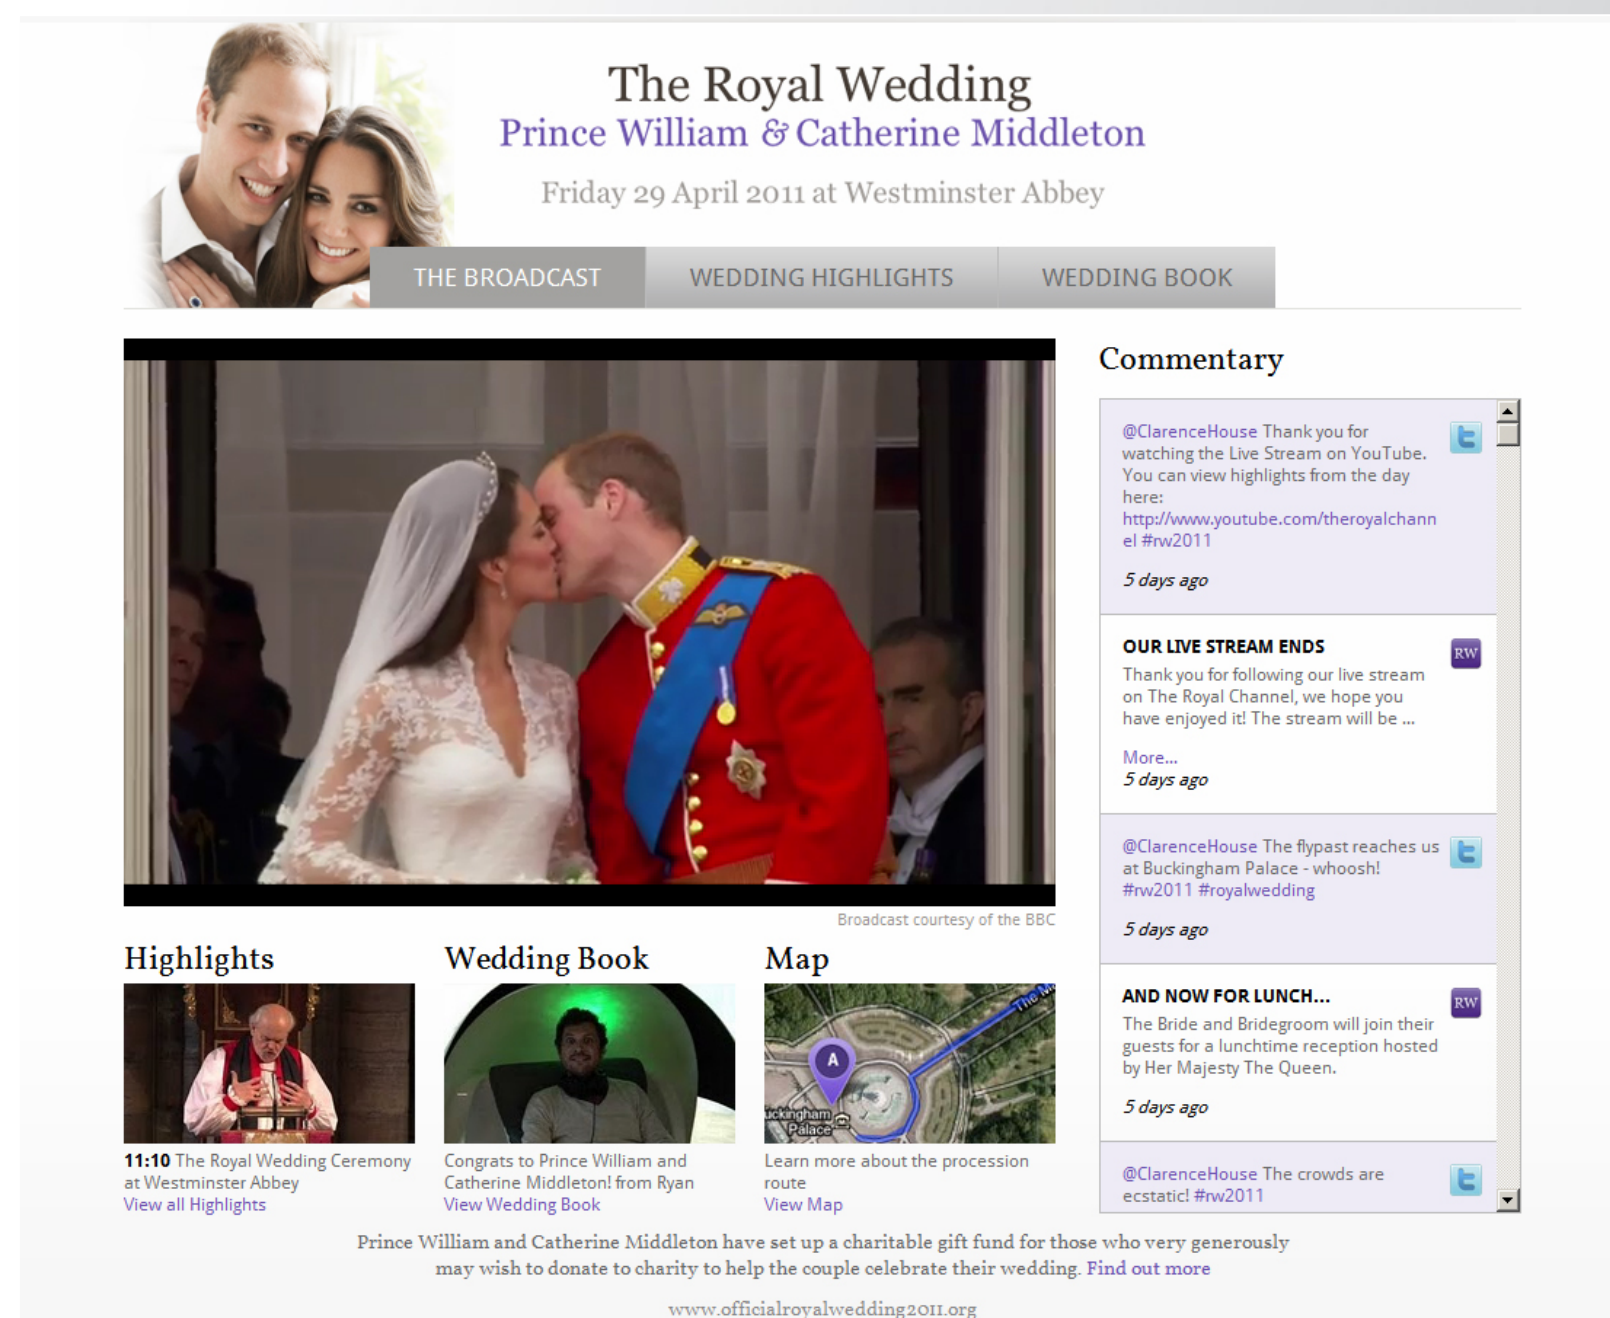 The Royal Wedding
Prince William & Catherine Middleton
Friday 29 April 2011 at Westminster Abbey
THE BROADCAST
WEDDING HIGHLIGHTS
WEDDING BOOK
Broadcast courtesy of the BBC
Highlights
11:10 The Royal Wedding Ceremony
at Westminster Abbey
View all Highlights
Wedding Book
Congrats to Prince William and
Catherine Middleton! from Ryan
View Wedding Book
Map
The M
A
uckingham
Palace
Learn more about the procession
route
View Map
Commentary
@ClarenceHouse Thank you for
watching the Live Stream on YouTube.
You can view highlights from the day
here:
http://www.youtube.com/theroyalchann
el #rw2011
5 days ago
OUR LIVE STREAM ENDS
RW
Thank you for following our live stream
on The Royal Channel, we hope you
have enjoyed it! The stream will be ...
More...
5 days ago
@ClarenceHouse The flypast reaches us
at Buckingham Palace - whoosh!
#rw2011 #royalwedding
5 days ago
AND NOW FOR LUNCH...
RW
The Bride and Bridegroom will join their
guests for a lunchtime reception hosted
by Her Majesty The Queen.
5 days ago
@ClarenceHouse The crowds are
ecstatic! #rw2011
Prince William and Catherine Middleton have set up a charitable gift fund for those who very generously
may wish to donate to charity to help the couple celebrate their wedding. Find out more
www.officialroyalwedding2011.org